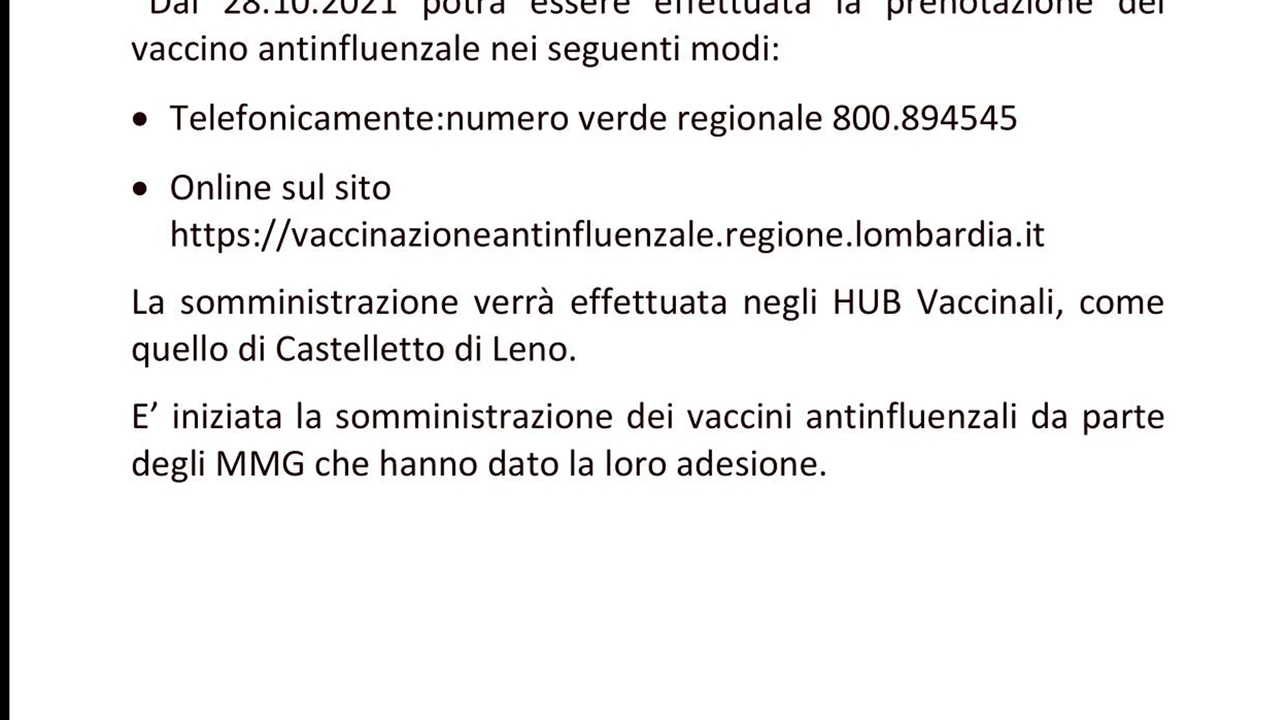 Dal 28.10.2021 potrà essere effettuata la prenotazione del
vaccino antinfluenzale nei seguenti modi:
• Telefonicamente:numero verde regionale 800.894545
• Online sul sito
https://vaccinazioneantinfluenzale.regione.lombardia.it
La somministrazione verrà effettuata negli HUB Vaccinali, come
quello di Castelletto di Leno.
E’ iniziata la somministrazione dei vaccini antinfluenzali da parte
degli MMG che hanno dato la loro adesione.